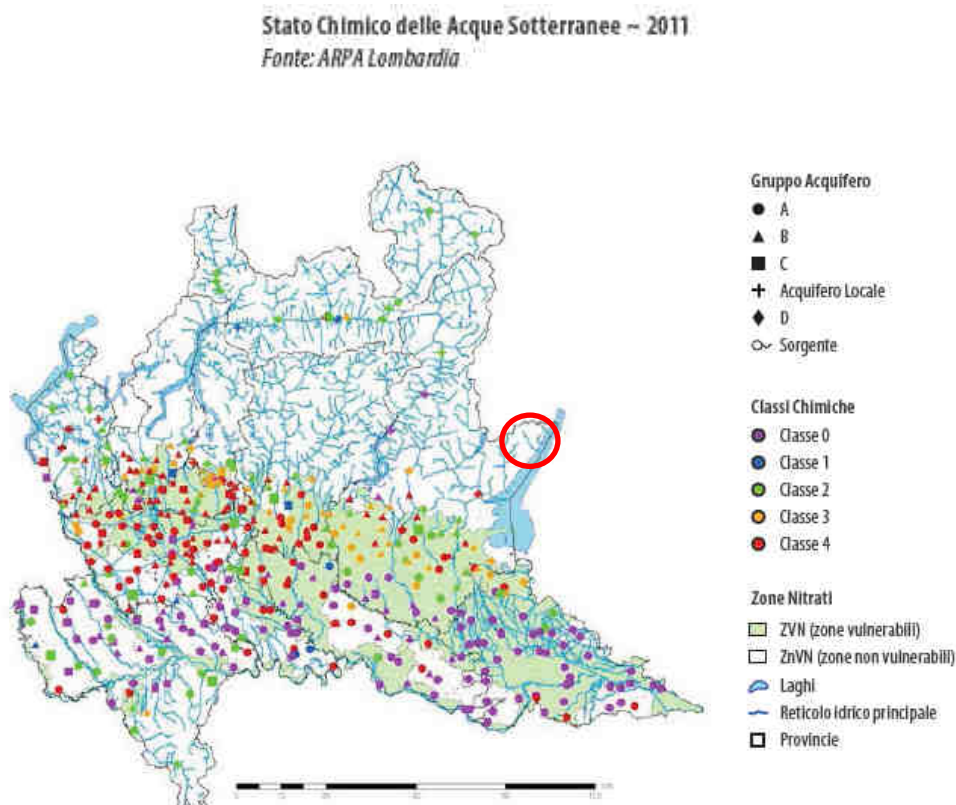 Stato Chimico delle Acque Sotterranee ~ 2011
Fonte: ARPA Lombardia
Gruppo Acquifero
A
B
C
Acquifero Locale
D
Sorgente
Classi Chimiche
Classe 0
Classe 1
Classe 2
Classe 3
Classe 4
Zone Nitrati
ZVN (zone vulnerabili)
ZnVN (zone non vulnerabili)
Laghi
Reticolo idrico principale
Provincie